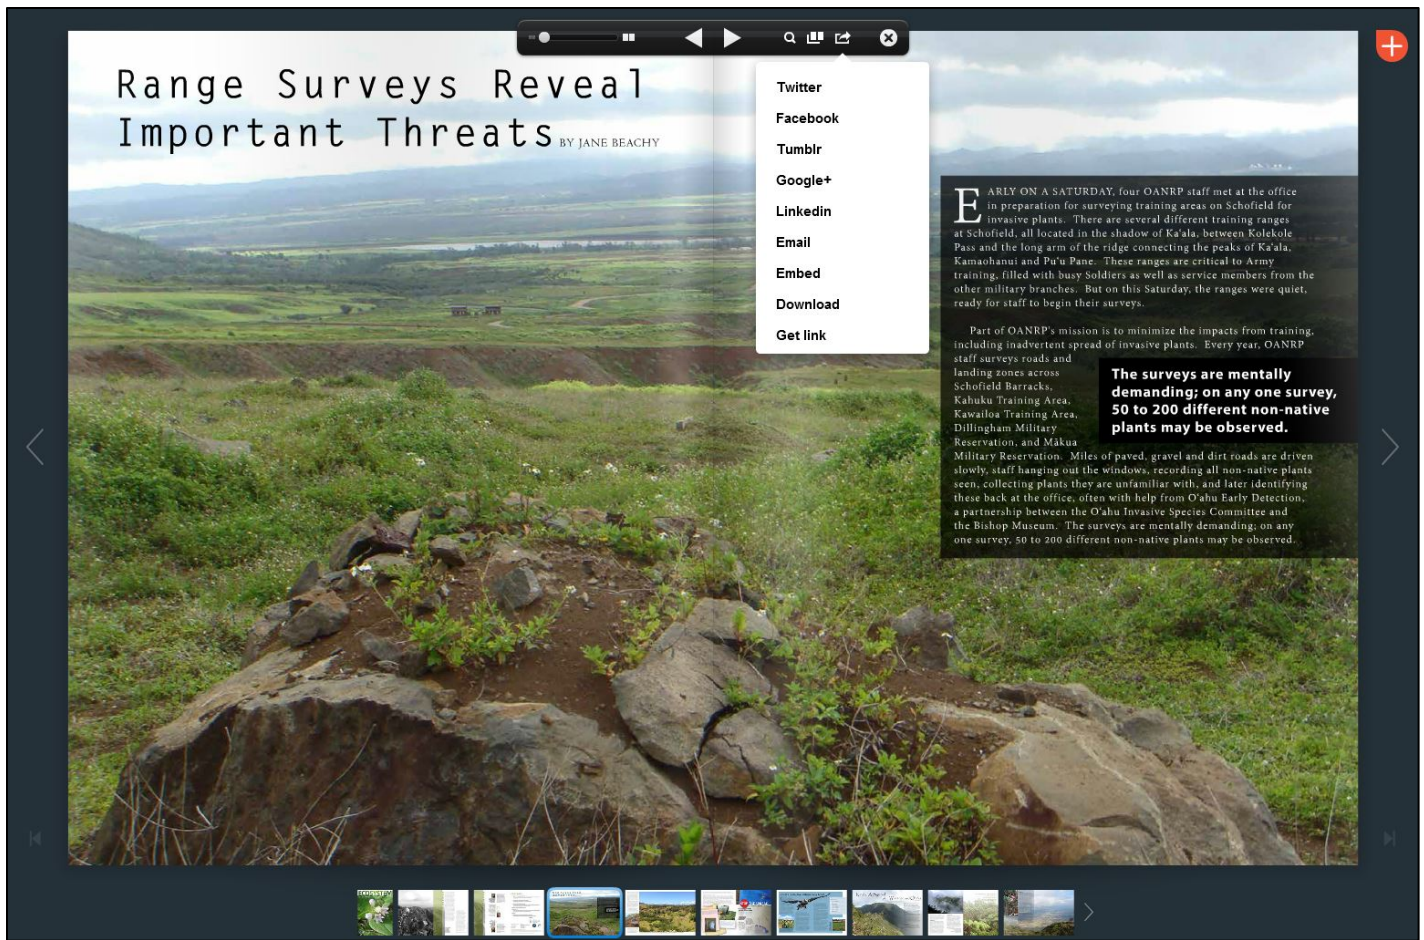 Range Surveys Reveal
Important Threats BY JANE BEACHY
Twitter
Facebook
Tumblr
Google+
Linkedin
Email
Embed
Download
Get link
EARLY ON A SATURDAY, four OANRP staff met at the office
in preparation for surveying training areas on Schofield for
invasive plants. There are several different training ranges
at Schofield, all located in the shadow of Ka'ala, between Kolekole
Pass and the long arm of the ridge connecting the peaks of Ka'ala,
Kamaohanui and Pu'u Pane. These ranges are critical to Army
training, filled with busy Soldiers as well as service members from the
other military branches. But on this Saturday, the ranges were quiet,
ready for staff to begin their surveys.
Part of OANRP's mission is to minimize the impacts from training,
including inadvertent spread of invasive plants. Every year, OANRP
staff surveys roads and
landing zones across
Schofield Barracks,
Kahuku Training Area,
Kawailoa Training Area,
Dillingham Military
Reservation, and Mākua
Military Reservation. Miles of paved, gravel and dirt roads are driven
slowly, staff hanging out the windows, recording all non-native plants
seen, collecting plants they are unfamiliar with, and later identifying
these back at the office, often with help from O'ahu Early Detection,
a partnership between the O'ahu Invasive Species Committee and
the Bishop Museum. The surveys are mentally demanding; on any
one survey, 50 to 200 different non-native plants may be observed.
The surveys are mentally
demanding; on any one survey,
50 to 200 different non-native
plants may be observed.
ECOSYSTEM